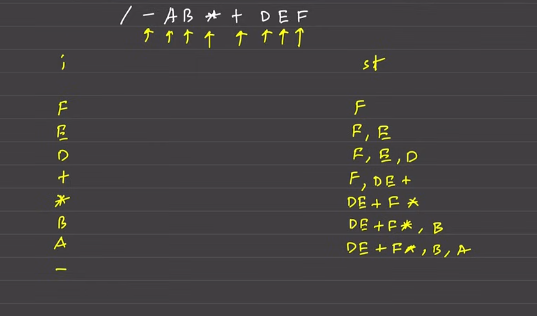 / - A B * + D E F
↑ ↑ ↑ ↑ ↑ ↑ ↑ ↑
i st
F F
E F, E
D F, E, D
+ F, DE+
* DE+F*
B DE+F*, B
A DE+F*, B, A
-